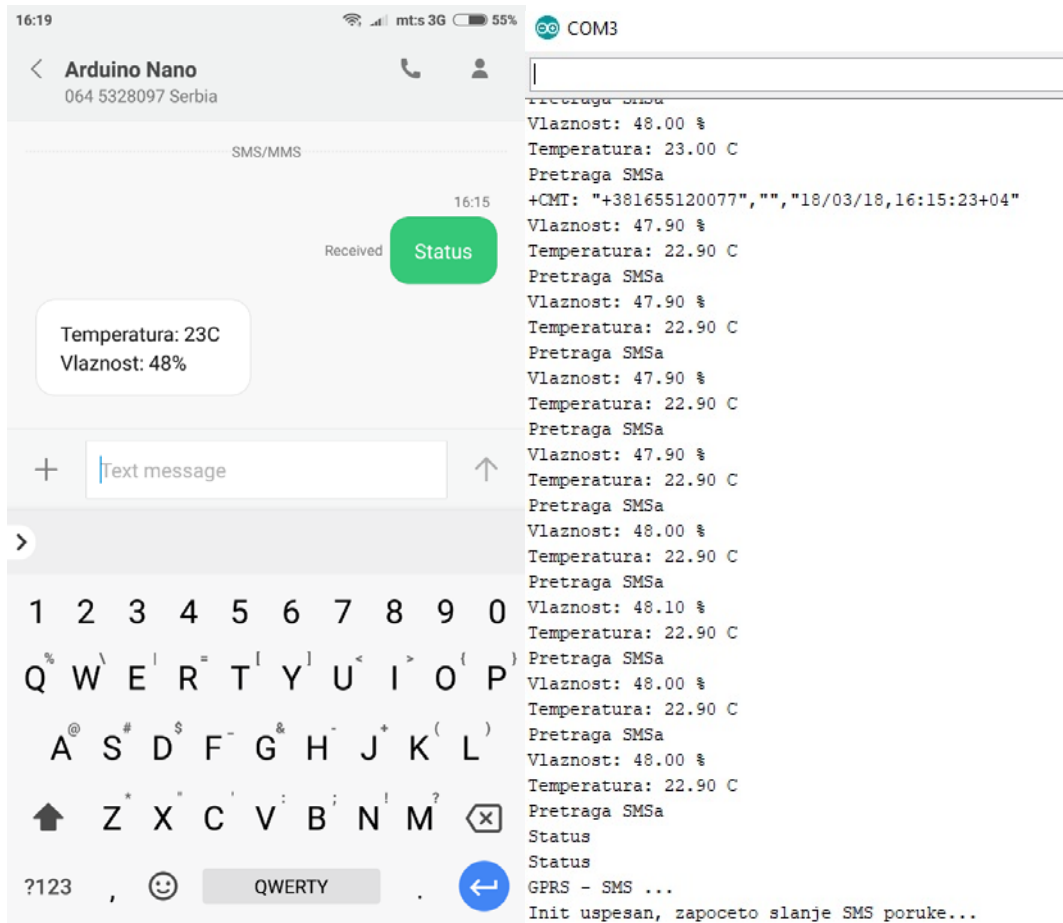 16:19 mt:s 3G 55%
Arduino Nano
064 5328097 Serbia
SMS/MMS
16:15
Received Status
Temperatura: 23C
Vlaznost: 48%
Text message
1 2 3 4 5 6 7 8 9 0
% \ | = [ ] < > { }
Q W E R T Y U I O P
@ # $ _ & - + ( )
A S D F G H J K L
* " ' : ; ! ?
Z X C V B N M
?123 , QWERTY .
COM3
Pretraga SMSa
Vlaznost: 48.00 %
Temperatura: 23.00 C
Pretraga SMSa
+CMT: "+381655120077","","18/03/18,16:15:23+04"
Vlaznost: 47.90 %
Temperatura: 22.90 C
Pretraga SMSa
Vlaznost: 47.90 %
Temperatura: 22.90 C
Pretraga SMSa
Vlaznost: 47.90 %
Temperatura: 22.90 C
Pretraga SMSa
Vlaznost: 47.90 %
Temperatura: 22.90 C
Pretraga SMSa
Vlaznost: 48.00 %
Temperatura: 22.90 C
Pretraga SMSa
Vlaznost: 48.10 %
Temperatura: 22.90 C
Pretraga SMSa
Vlaznost: 48.00 %
Temperatura: 22.90 C
Pretraga SMSa
Vlaznost: 48.00 %
Temperatura: 22.90 C
Pretraga SMSa
Status
Status
GPRS - SMS ...
Init uspesan, zapoceto slanje SMS poruke...